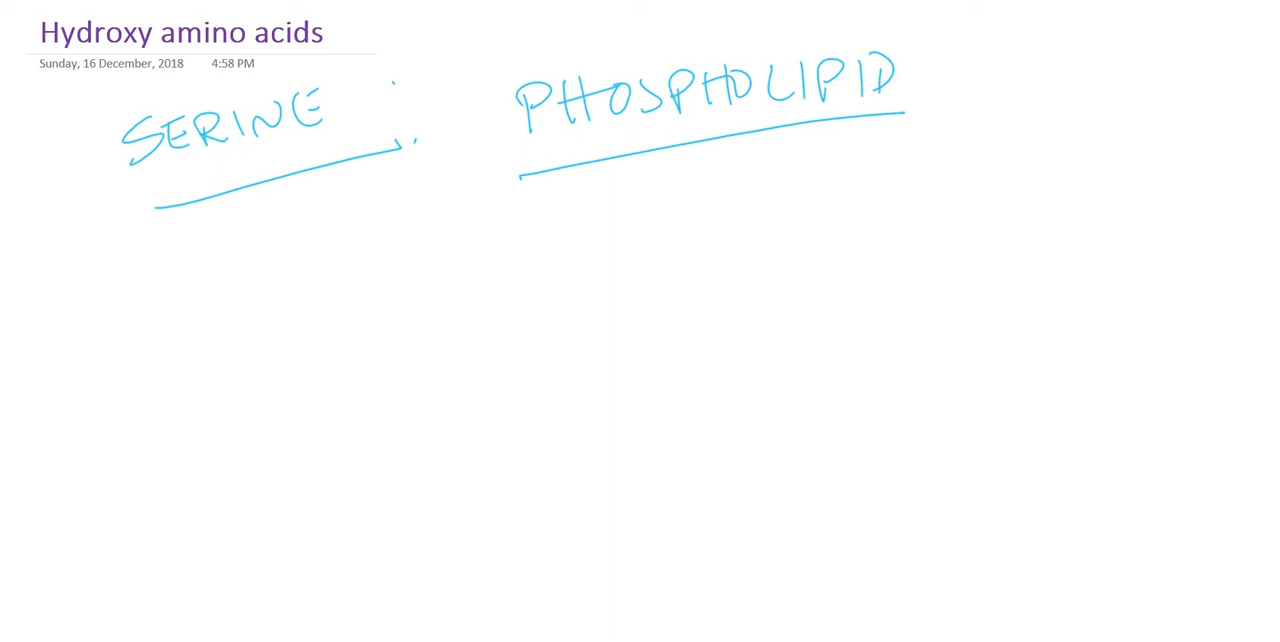 Hydroxy amino acids
Sunday, 16 December, 2018 4:58 PM
SERINE PHOSPHOLIPID